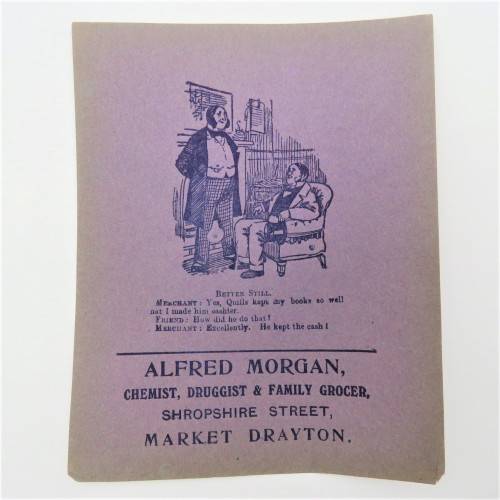 BETTER STILL.
MERCHANT: Yes, Quills kept my books so well
nat I made him cashier.
FRIEND: How did he do that?
MERCHANT: Excellently. He kept the cash!
ALFRED MORGAN,
CHEMIST, DRUGGIST & FAMILY GROCER,
SHROPSHIRE STREET,
MARKET DRAYTON.